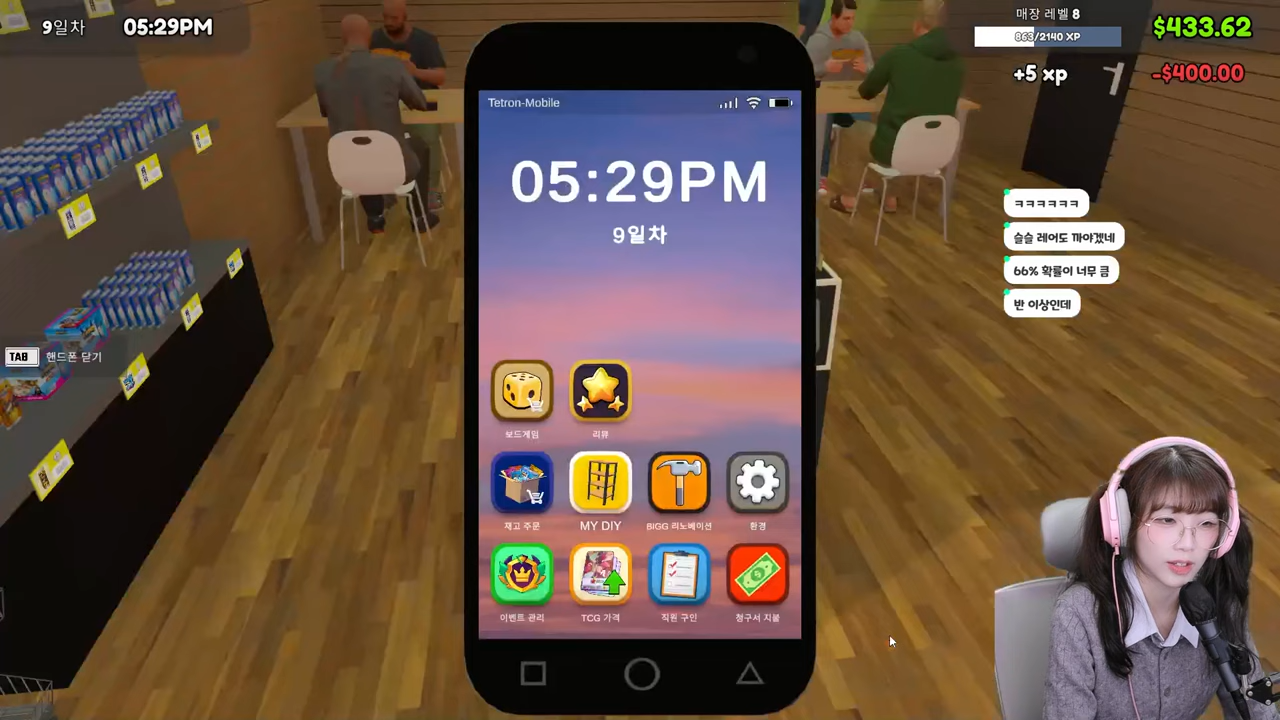 9일차
05:29PM
매장 레벨 8
863/2140 XP
$433.62
+5 xp
-$400.00
Tetron-Mobile
05:29PM
9일차
ㅋㅋㅋㅋㅋㅋ
슬슬 레어도 까야겠네
66% 확률이 너무 큼
반 이상인데
TAB
핸드폰 닫기
보드게임
리뷰
재고 주문
MY DIY
BIGG 리노베이션
환경
이벤트 관리
TCG 가격
직원 구인
청구서 지불